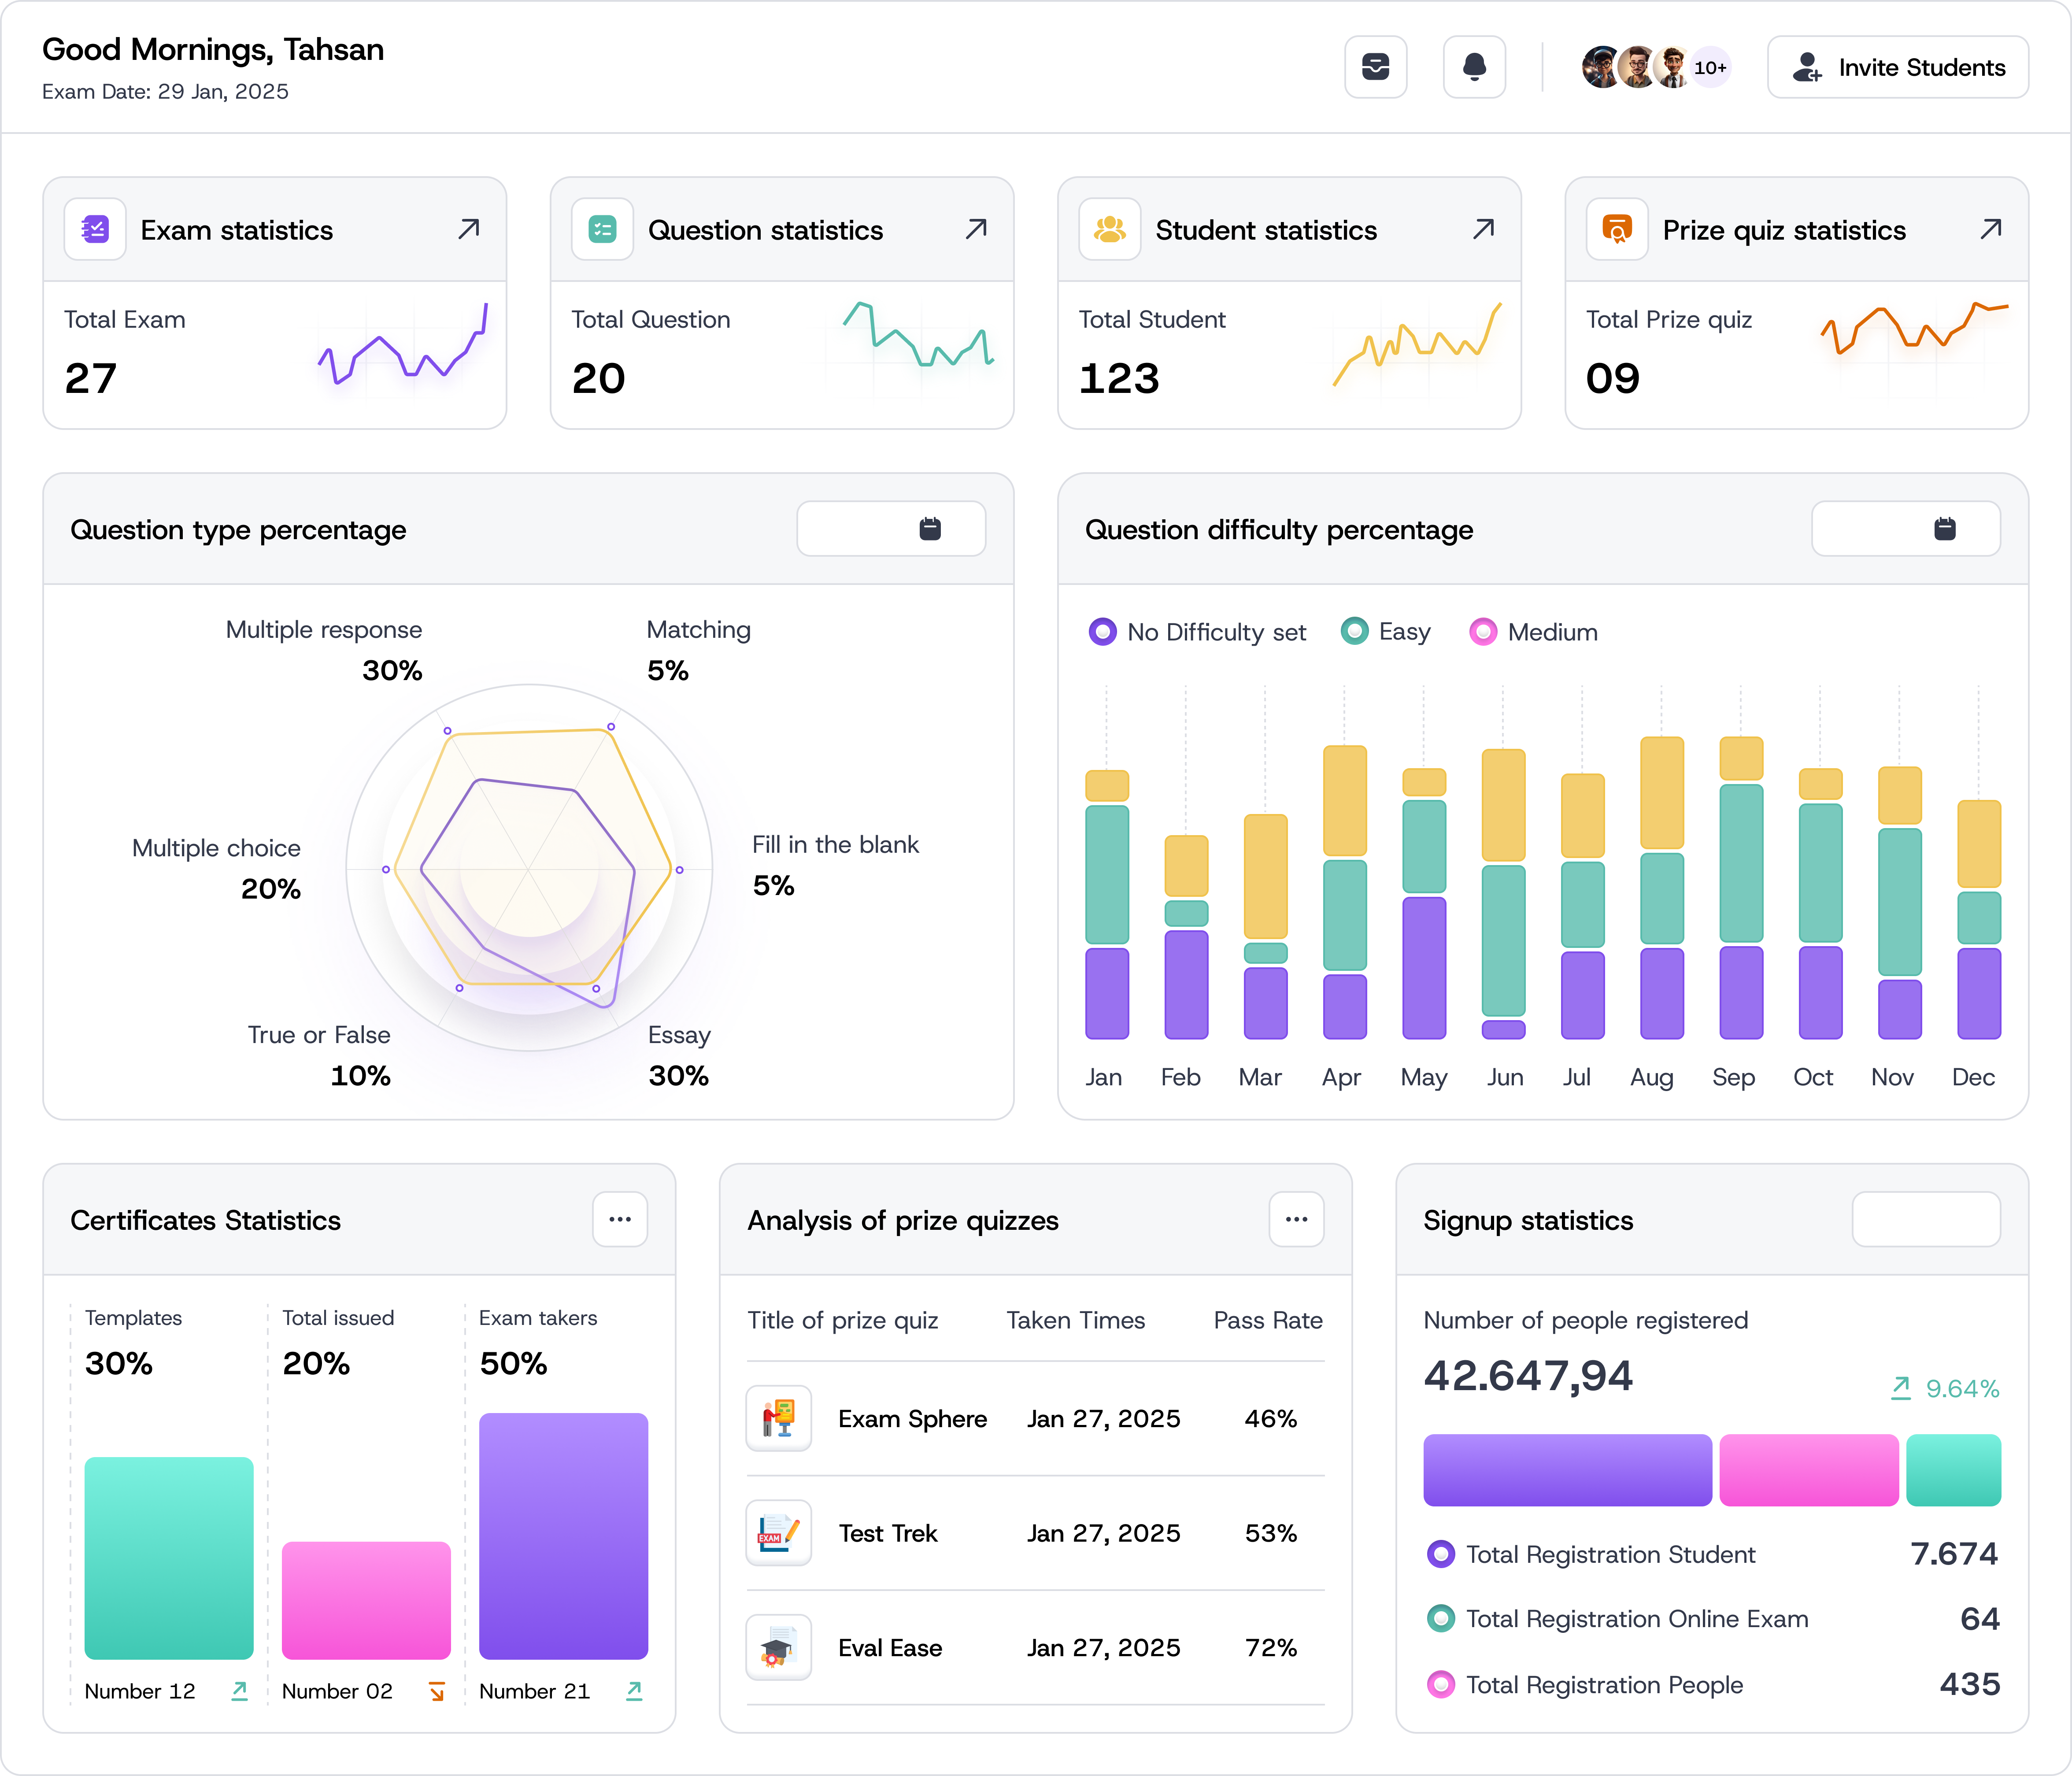 Good Mornings, Tahsan
Exam Date: 29 Jan, 2025
10+
Invite Students
Exam statistics
Total Exam
27
Question statistics
Total Question
20
Student statistics
Total Student
123
Prize quiz statistics
Total Prize quiz
09
Question type percentage
Multiple response
30%
Matching
5%
Multiple choice
20%
Fill in the blank
5%
True or False
10%
Essay
30%
Question difficulty percentage
No Difficulty set
Easy
Medium
Jan Feb Mar Apr May Jun Jul Aug Sep Oct Nov Dec
Certificates Statistics
Templates
30%
Number 12
Total issued
20%
Number 02
Exam takers
50%
Number 21
Analysis of prize quizzes
Title of prize quiz Taken Times Pass Rate
Exam Sphere Jan 27, 2025 46%
EXAM
Test Trek Jan 27, 2025 53%
Eval Ease Jan 27, 2025 72%
Signup statistics
Number of people registered
42.647,94
9.64%
Total Registration Student 7.674
Total Registration Online Exam 64
Total Registration People 435